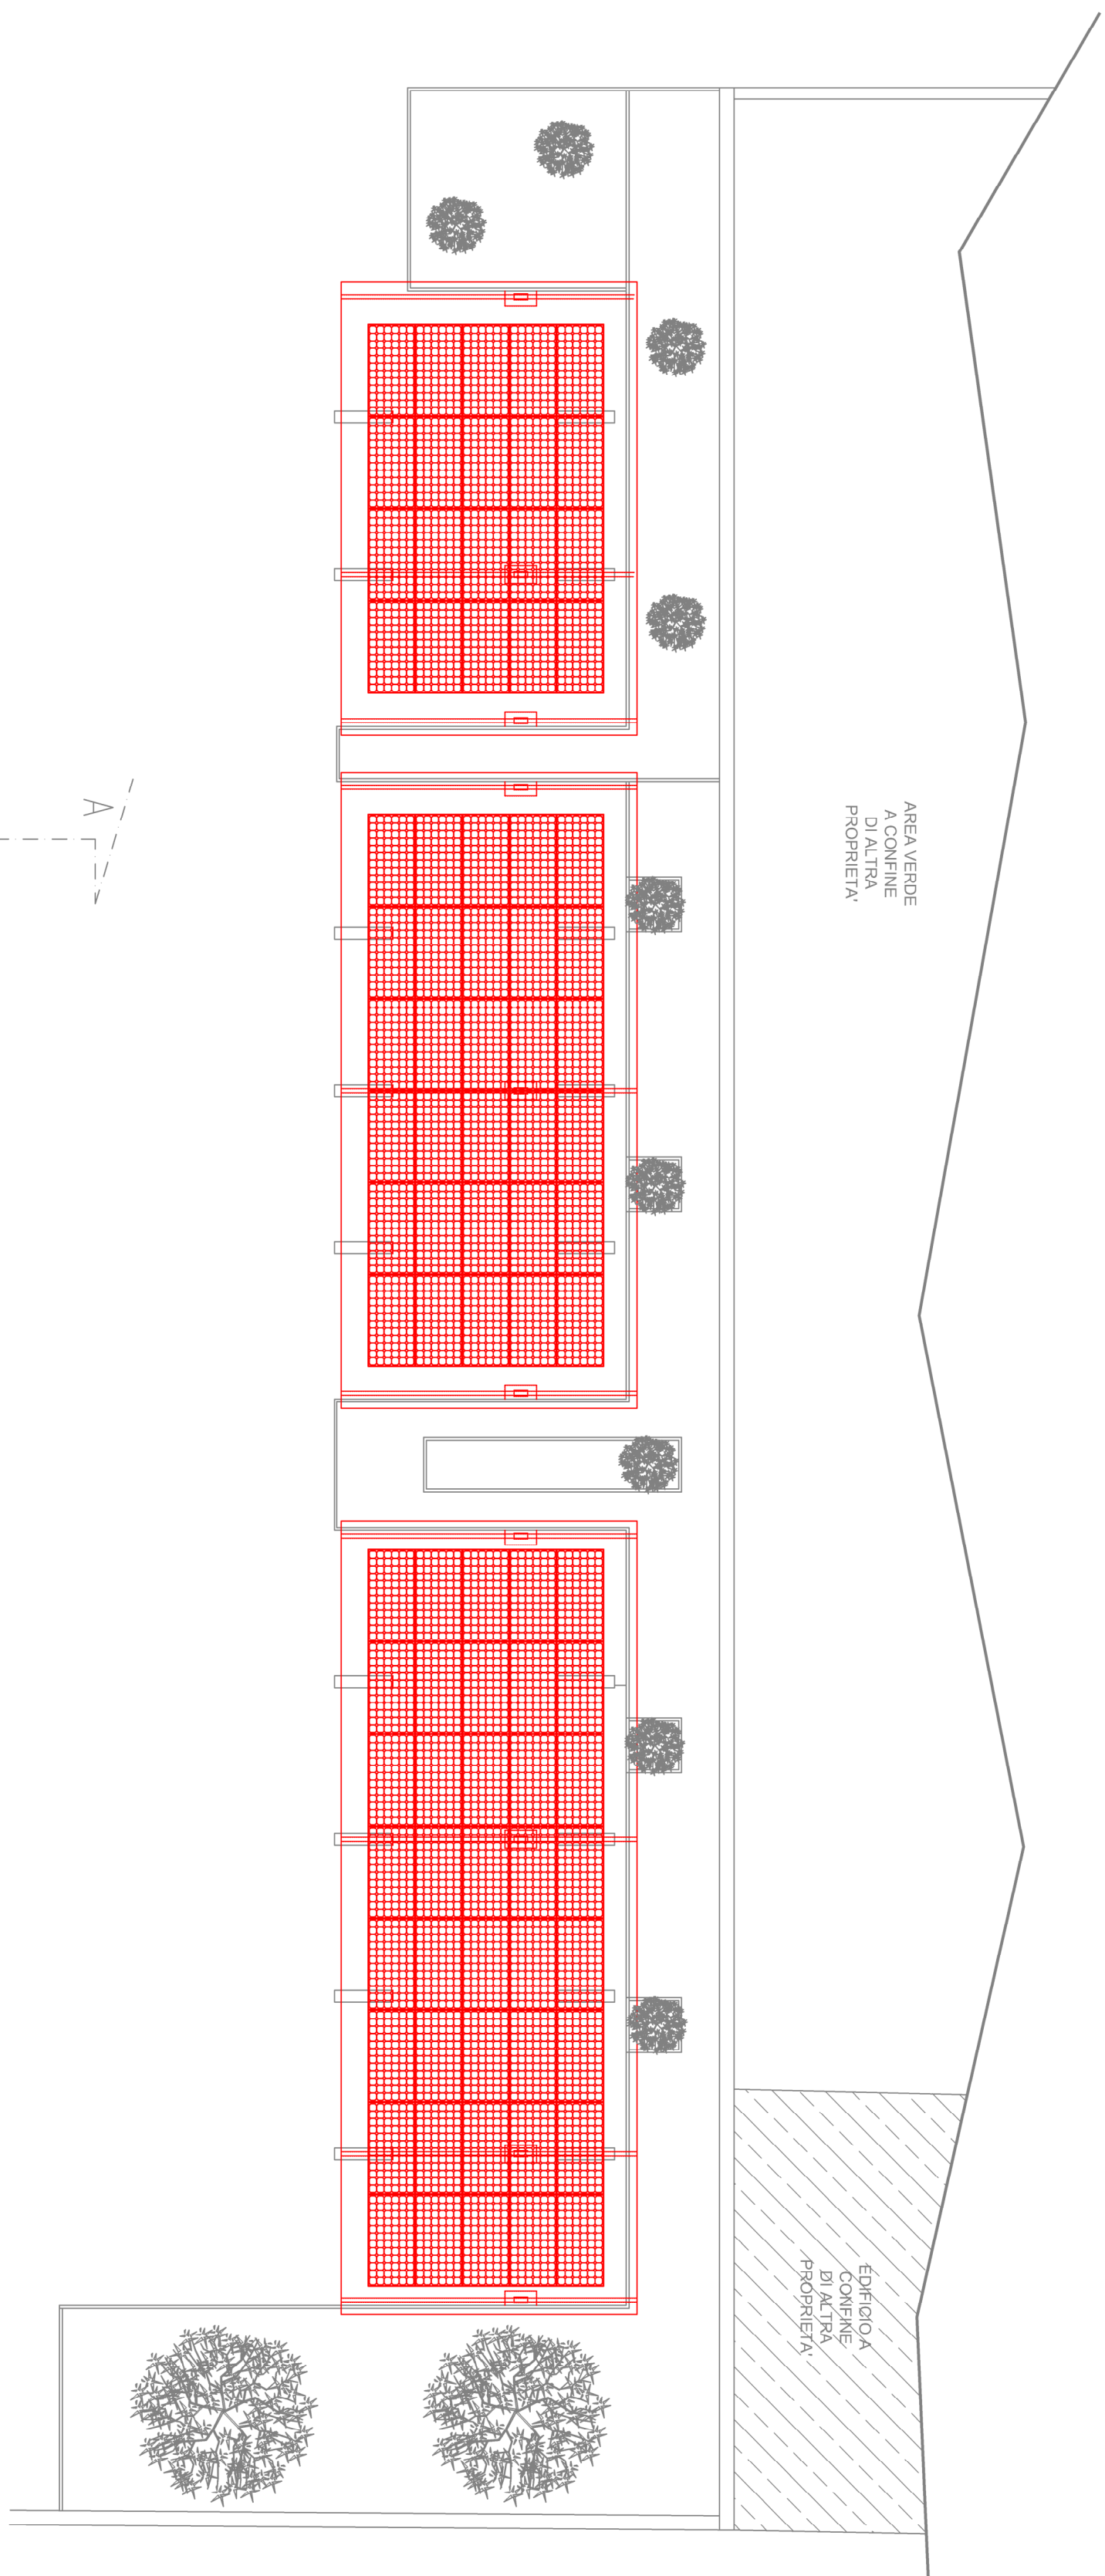 AREA VERDE
A CONFINE
DI ALTRA
PROPRIETA'
A
EDIFICIO A
CONFINE
DI ALTRA
PROPRIETA'